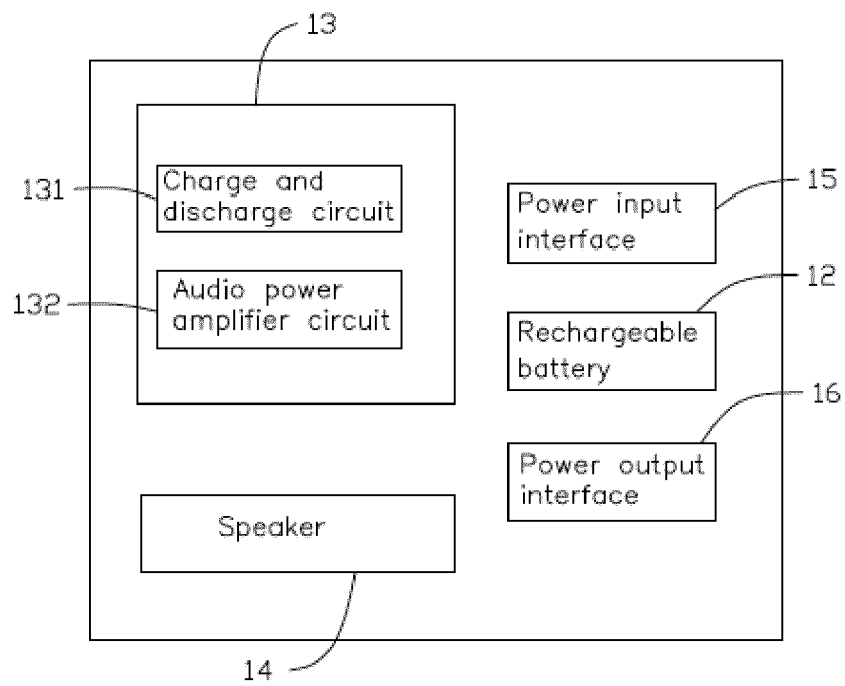 13
131
Charge and
discharge circuit
132
Audio power
amplifier circuit
15
Power input
interface
12
Rechargeable
battery
16
Power output
interface
Speaker
14